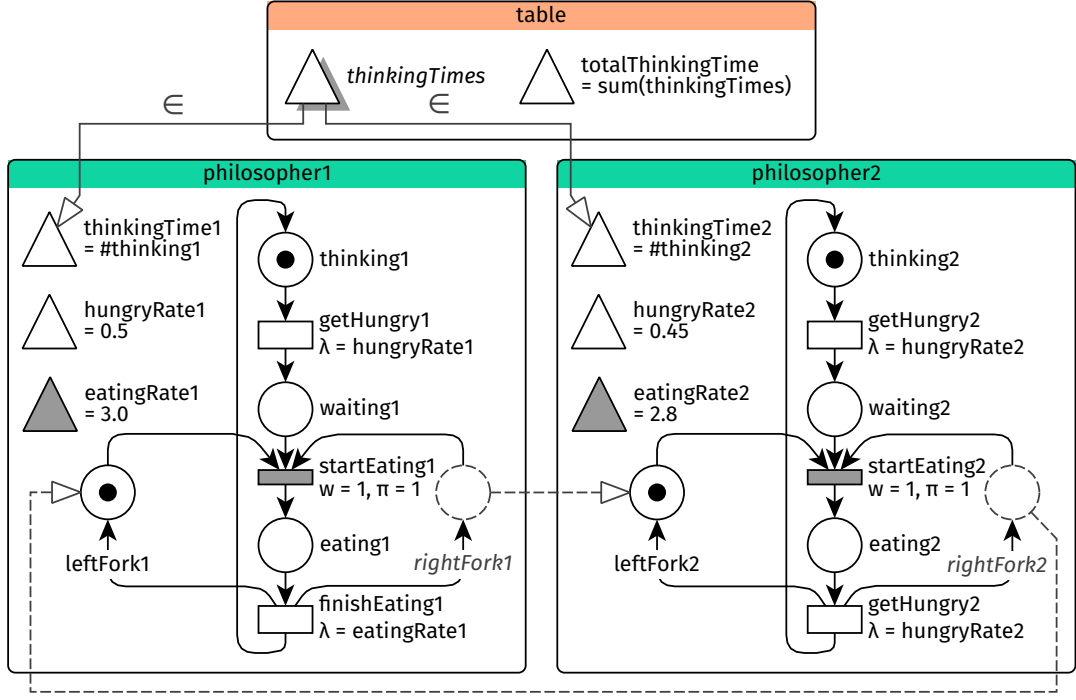 table
thinkingTimes
totalThinkingTime
= sum(thinkingTimes)
∈
∈
philosopher1
thinkingTime1
= #thinking1
hungryRate1
= 0.5
eatingRate1
= 3.0
thinking1
getHungry1
λ = hungryRate1
waiting1
startEating1
w = 1, π = 1
eating1
leftFork1
rightFork1
finishEating1
λ = eatingRate1
philosopher2
thinkingTime2
= #thinking2
hungryRate2
= 0.45
eatingRate2
= 2.8
thinking2
getHungry2
λ = hungryRate2
waiting2
startEating2
w = 1, π = 1
eating2
leftFork2
rightFork2
getHungry2
λ = hungryRate2